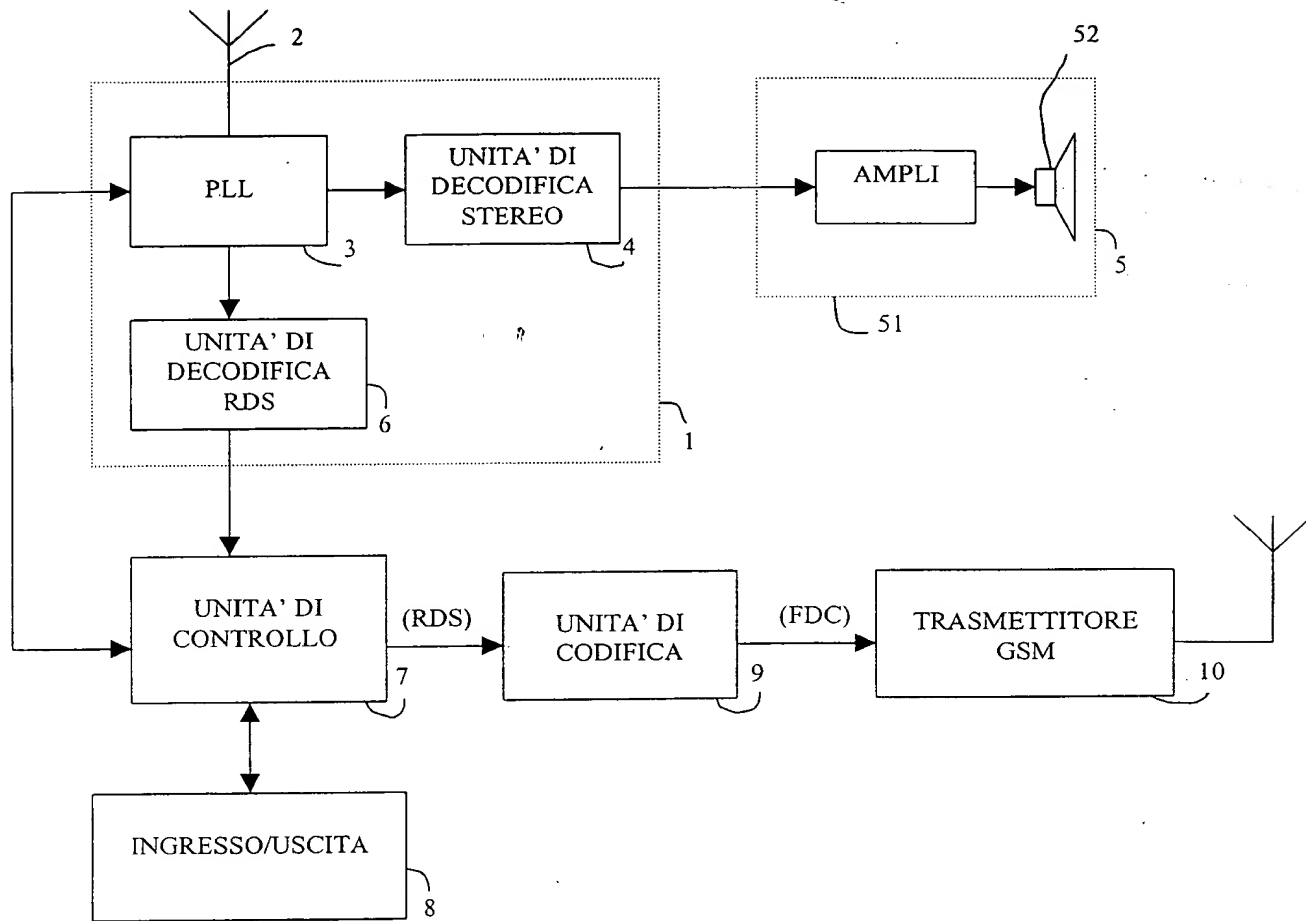 2
52
PLL
3
UNITA' DI
DECODIFICA
STEREO
4
AMPLI
5
51
UNITA' DI
DECODIFICA
RDS
6
1
UNITA' DI
CONTROLLO
7
(RDS)
UNITA' DI
CODIFICA
9
(FDC)
TRASMETTITORE
GSM
10
INGRESSO/USCITA
8